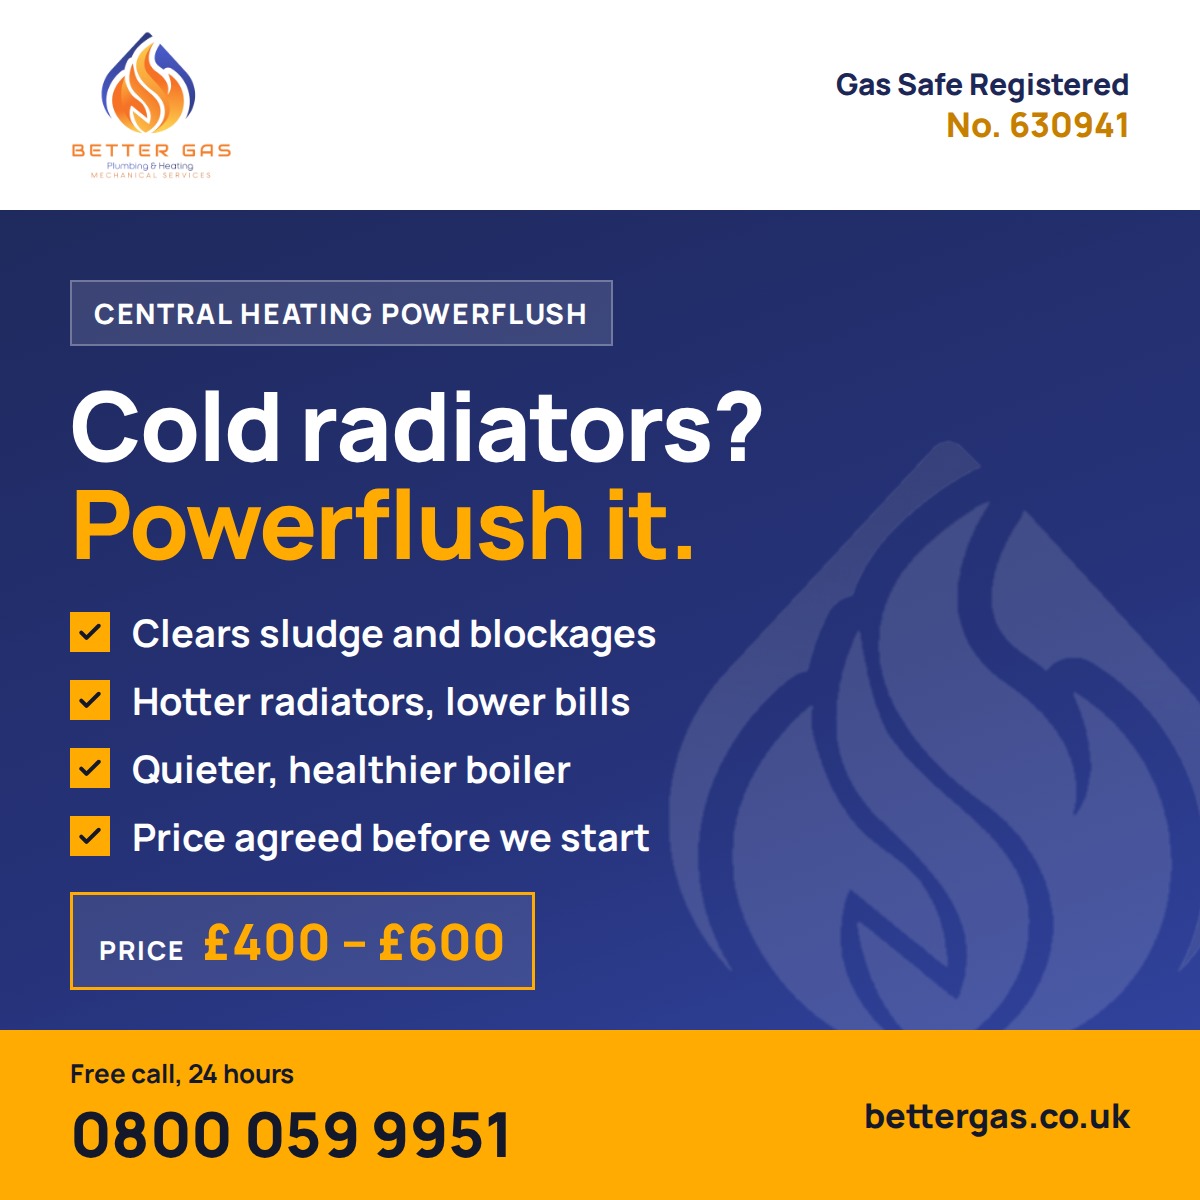 BETTER GAS
Plumbing & Heating
MECHANICAL SERVICES
Gas Safe Registered
No. 630941
CENTRAL HEATING POWERFLUSH
Cold radiators?
Powerflush it.
Clears sludge and blockages
Hotter radiators, lower bills
Quieter, healthier boiler
Price agreed before we start
PRICE £400 – £600
Free call, 24 hours
0800 059 9951
bettergas.co.uk